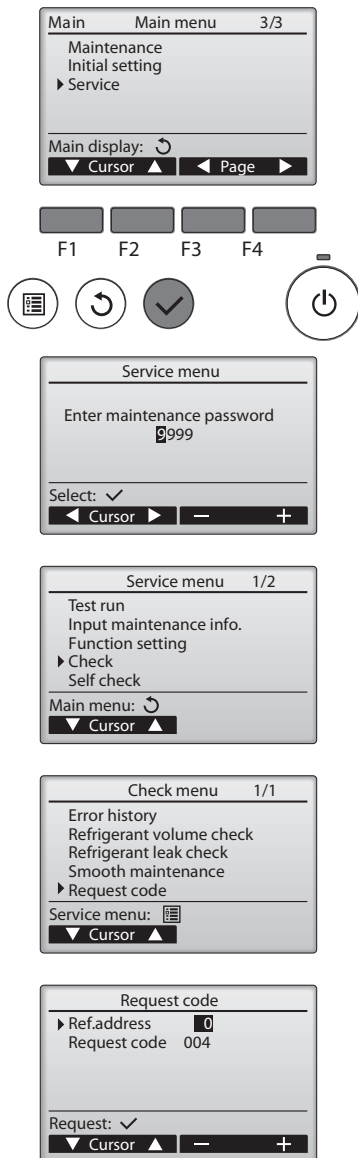 Main Main menu 3/3
Maintenance
Initial setting
Service
Main display:
Cursor Page
F1 F2 F3 F4
Service menu
Enter maintenance password
9999
Select:
Cursor − +
Service menu 1/2
Test run
Input maintenance info.
Function setting
Check
Self check
Main menu:
Cursor
Check menu 1/1
Error history
Refrigerant volume check
Refrigerant leak check
Smooth maintenance
Request code
Service menu:
Cursor
Request code
Ref.address 0
Request code 004
Request:
Cursor − +